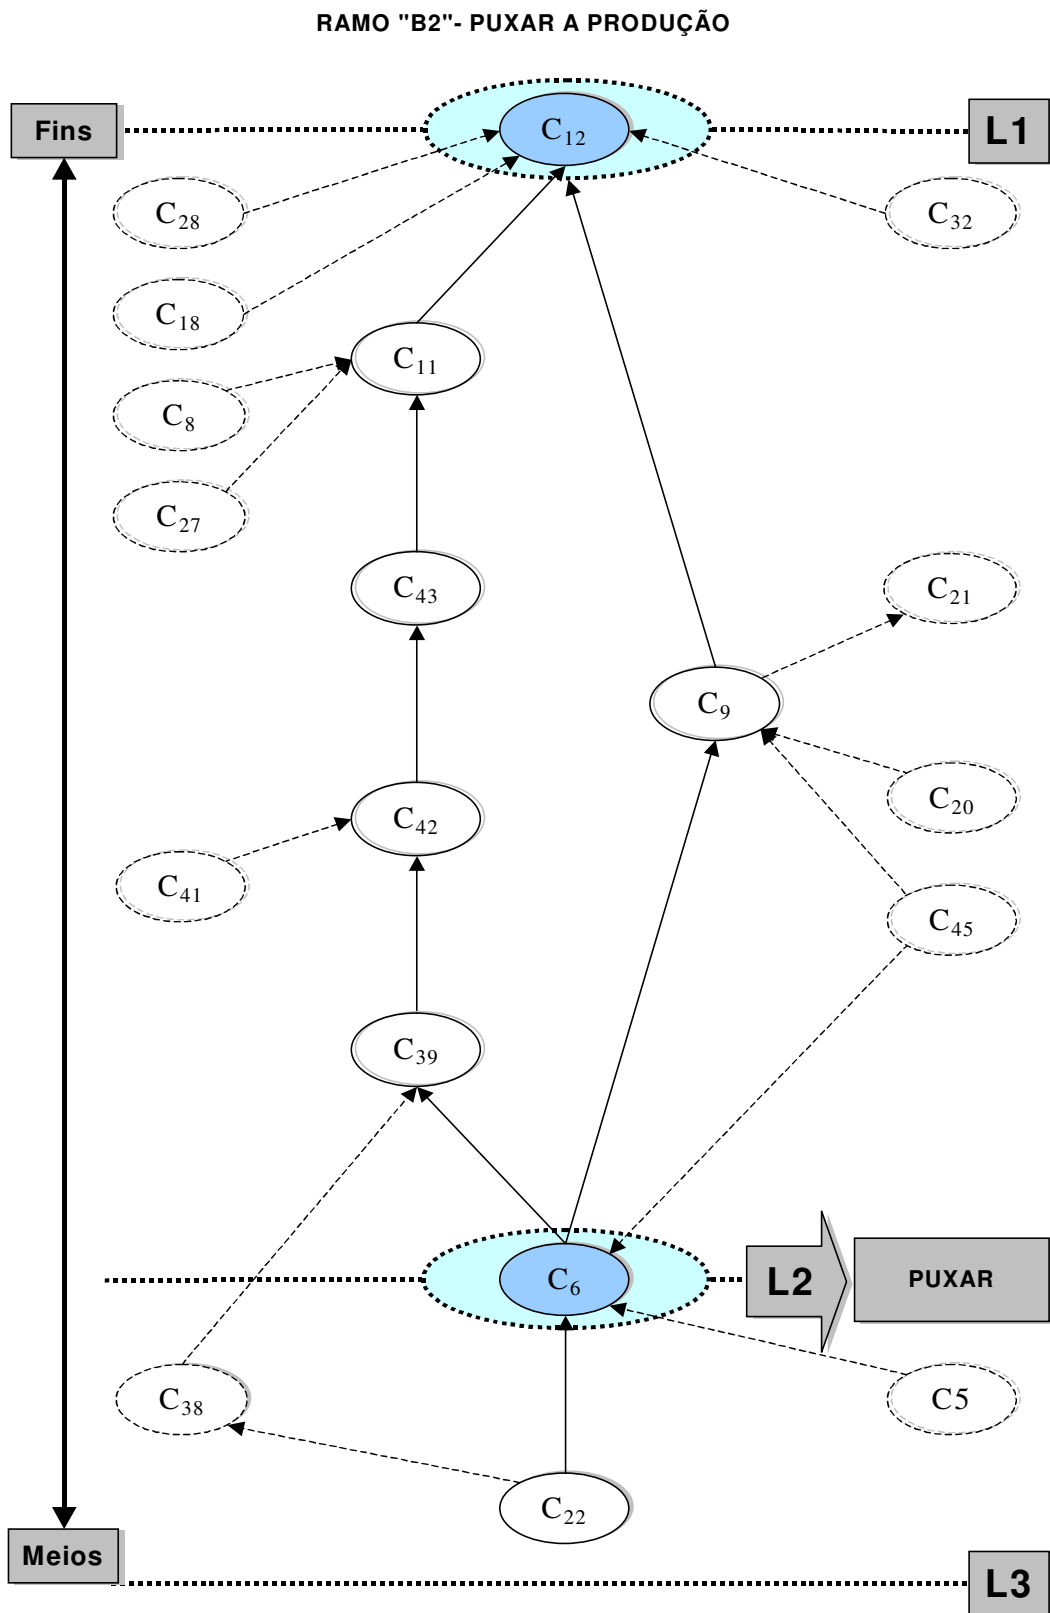 RAMO "B2"- PUXAR A PRODUÇÃO
Fins
C12
L1
C28
C32
C18
C11
C8
C27
C43
C21
C9
C20
C42
C41
C45
C39
C6
L2
PUXAR
C38
C5
C22
Meios
L3